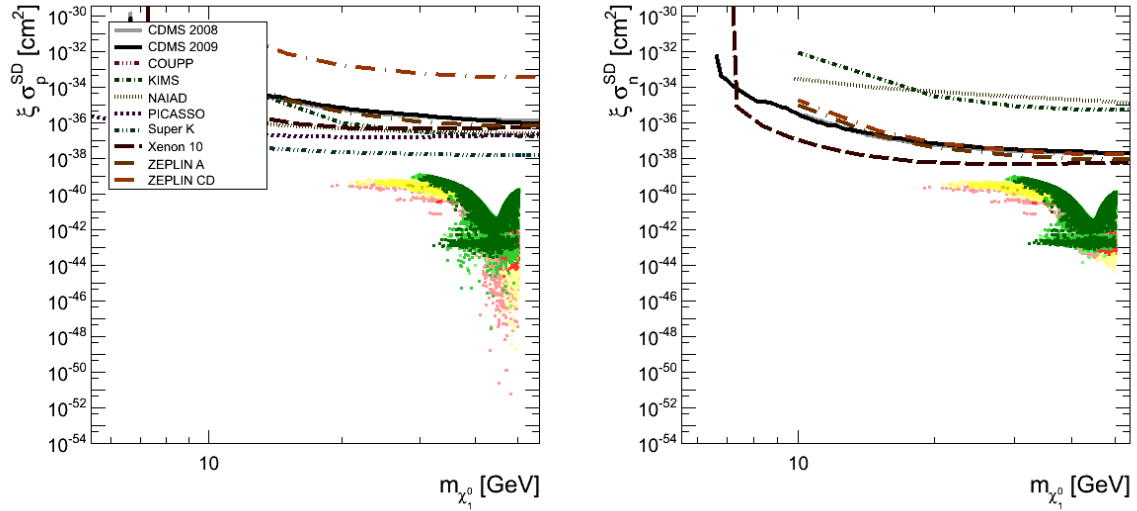 ξ σ_p^SD [cm²]
10^-30
10^-32
10^-34
10^-36
10^-38
10^-40
10^-42
10^-44
10^-46
10^-48
10^-50
10^-52
10^-54
CDMS 2008
CDMS 2009
COUPP
KIMS
NAIAD
PICASSO
Super K
Xenon 10
ZEPLIN A
ZEPLIN CD
10
m_χ₁⁰ [GeV]
ξ σ_n^SD [cm²]
10^-30
10^-32
10^-34
10^-36
10^-38
10^-40
10^-42
10^-44
10^-46
10^-48
10^-50
10^-52
10^-54
10
m_χ₁⁰ [GeV]